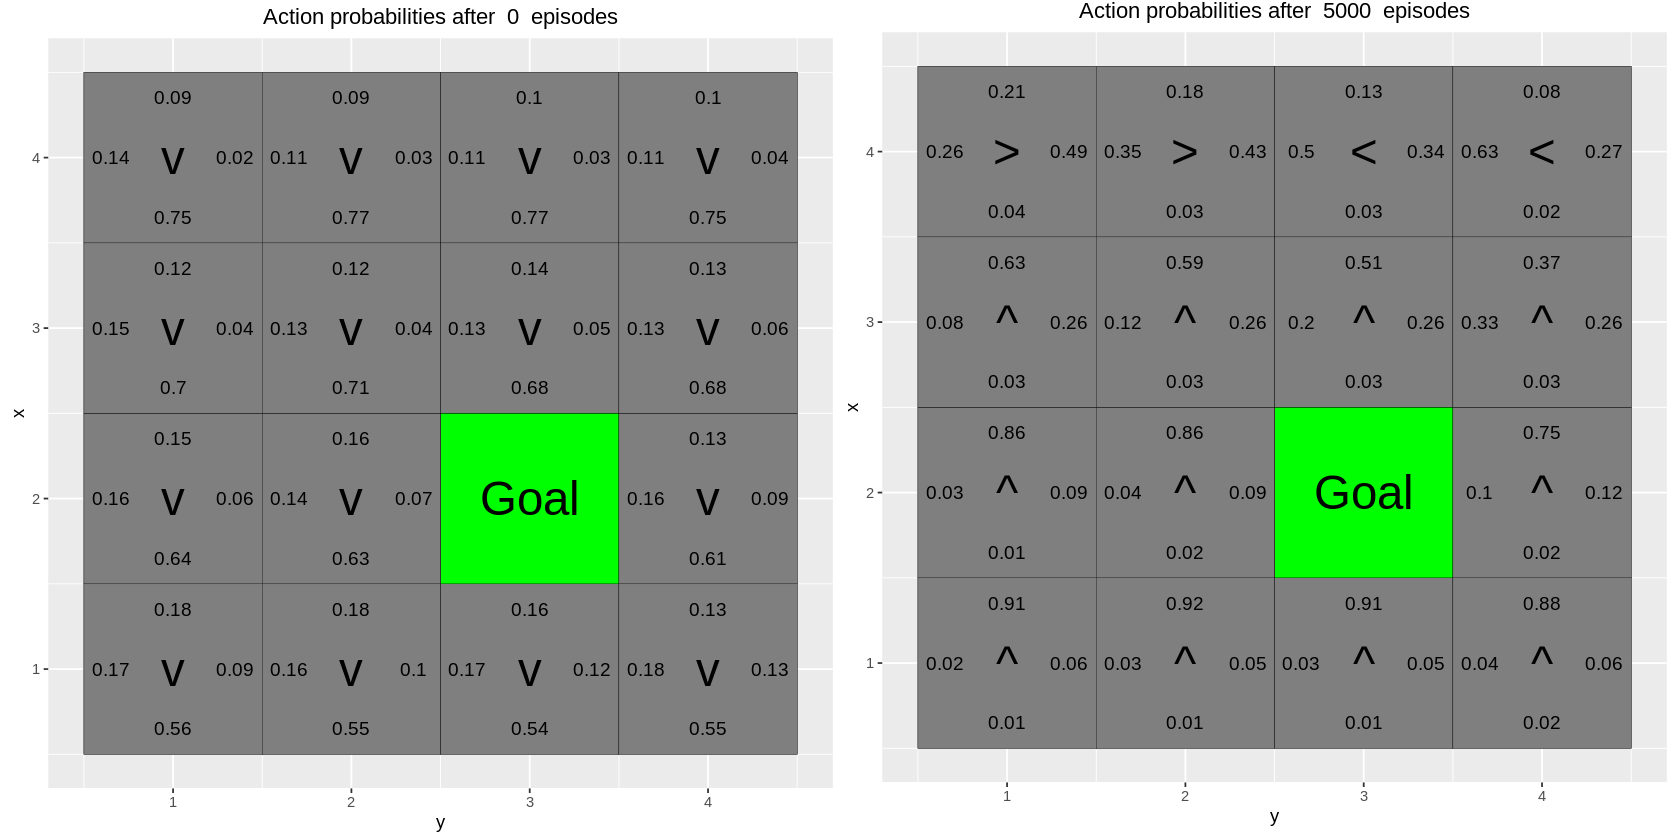 Action probabilities after 0 episodes
0.09 0.09 0.1 0.1
4 0.14 V 0.02 0.11 V 0.03 0.11 V 0.03 0.11 V 0.04
0.75 0.77 0.77 0.75
0.12 0.12 0.14 0.13
3 0.15 V 0.04 0.13 V 0.04 0.13 V 0.05 0.13 V 0.06
0.7 0.71 0.68 0.68
x
0.15 0.16 0.13
2 0.16 V 0.06 0.14 V 0.07 Goal 0.16 V 0.09
0.64 0.63 0.61
0.18 0.18 0.16 0.13
1 0.17 V 0.09 0.16 V 0.1 0.17 V 0.12 0.18 V 0.13
0.56 0.55 0.54 0.55
1 2 3 4
y
Action probabilities after 5000 episodes
0.21 0.18 0.13 0.08
4 0.26 > 0.49 0.35 > 0.43 0.5 < 0.34 0.63 < 0.27
0.04 0.03 0.03 0.02
0.63 0.59 0.51 0.37
3 0.08 ^ 0.26 0.12 ^ 0.26 0.2 ^ 0.26 0.33 ^ 0.26
0.03 0.03 0.03 0.03
x
0.86 0.86 0.75
2 0.03 ^ 0.09 0.04 ^ 0.09 Goal 0.1 ^ 0.12
0.01 0.02 0.02
0.91 0.92 0.91 0.88
1 0.02 ^ 0.06 0.03 ^ 0.05 0.03 ^ 0.05 0.04 ^ 0.06
0.01 0.01 0.01 0.02
1 2 3 4
y